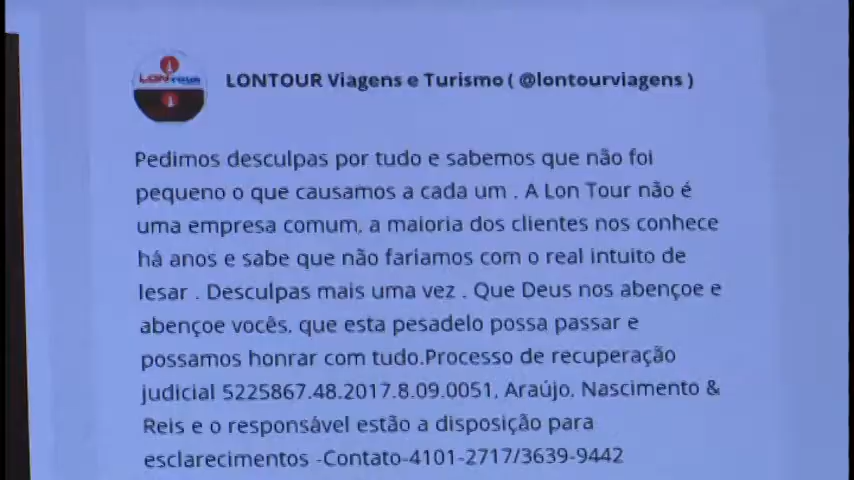 LONTOUR
LONTOUR Viagens e Turismo ( @lontourviagens )
Pedimos desculpas por tudo e sabemos que não foi
pequeno o que causamos a cada um . A Lon Tour não é
uma empresa comum, a maioria dos clientes nos conhece
há anos e sabe que não fariamos com o real intuito de
lesar . Desculpas mais uma vez . Que Deus nos abençoe e
abençoe vocês, que esta pesadelo possa passar e
possamos honrar com tudo.Processo de recuperação
judicial 5225867.48.2017.8.09.0051, Araújo, Nascimento &
Reis e o responsável estão a disposição para
esclarecimentos -Contato-4101-2717/3639-9442